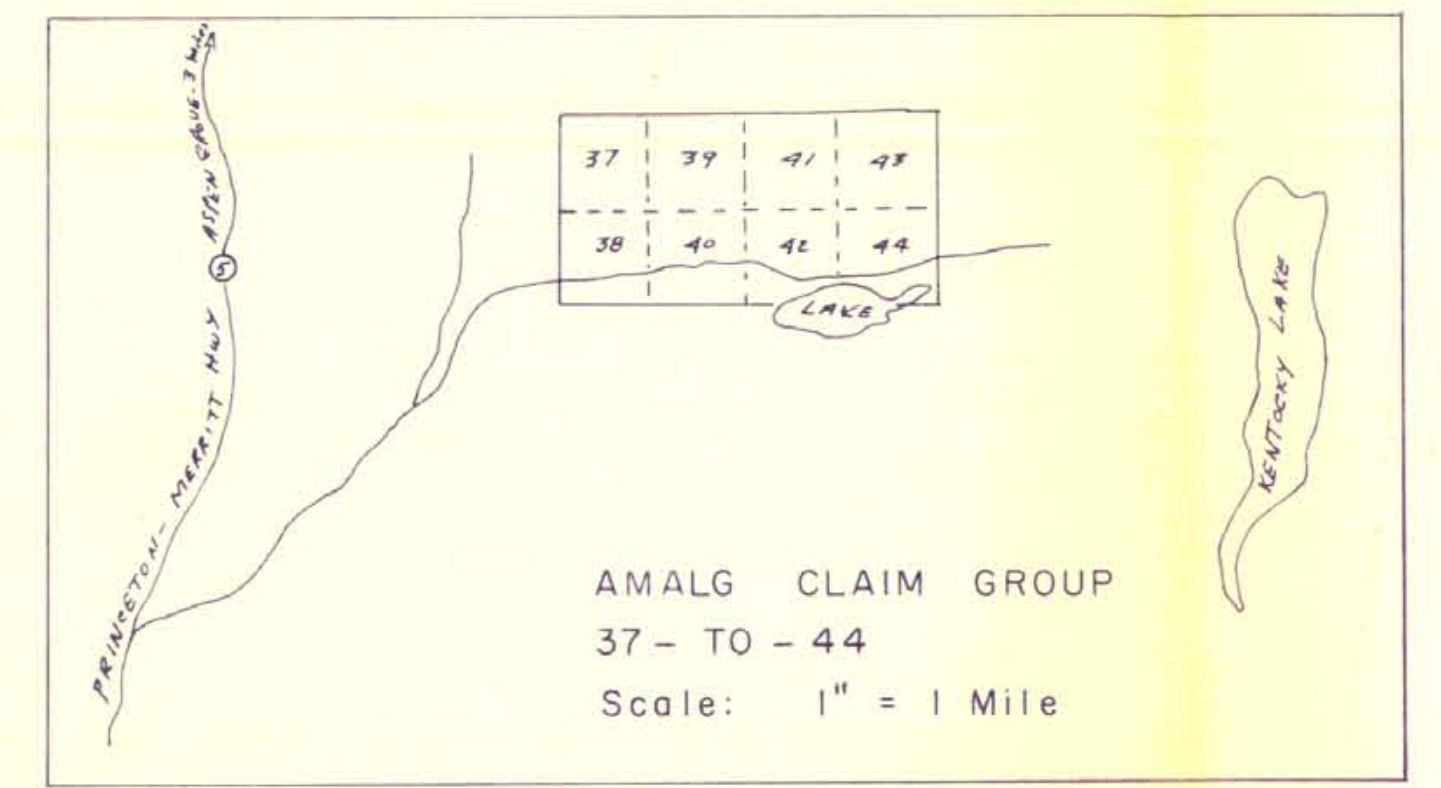 ASPEN GROVE - 3 Miles
5
PRINCETON - MERRITT HWY
37 39 41 43
38 40 42 44
LAKE
KENTOCKY LAKE
AMALG CLAIM GROUP
37 - TO - 44
Scale: 1" = 1 Mile